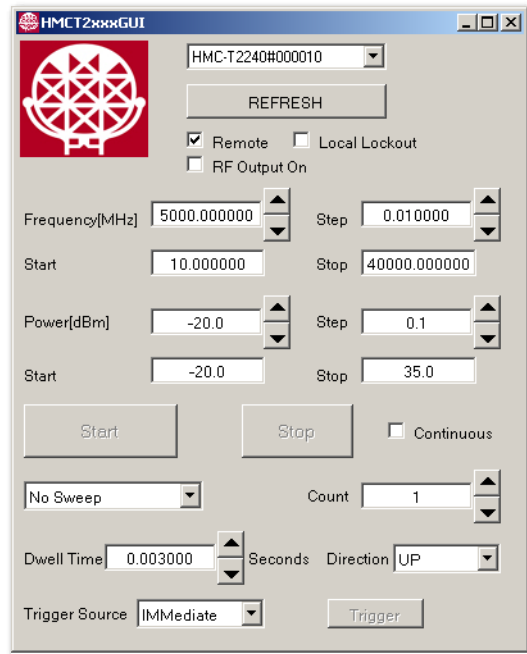 HMCT2xxxGUI
HMC-T2240#000010
REFRESH
Remote Local Lockout
RF Output On
Frequency[MHz] 5000.000000 Step 0.010000
Start 10.000000 Stop 40000.000000
Power[dBm] -20.0 Step 0.1
Start -20.0 Stop 35.0
Start Stop Continuous
No Sweep Count 1
Dwell Time 0.003000 Seconds Direction UP
Trigger Source IMMediate Trigger